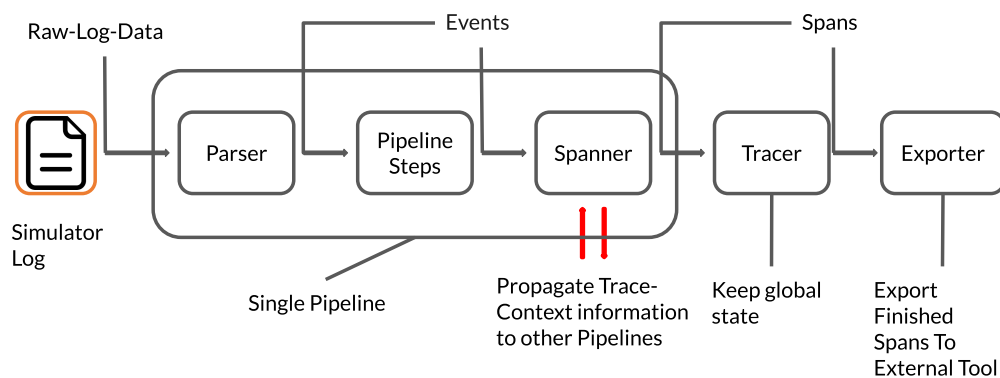 Raw-Log-Data
Events
Spans
Parser
Pipeline
Steps
Spanner
Tracer
Exporter
Simulator
Log
Single Pipeline
Propagate Trace-
Context information
to other Pipelines
Keep global
state
Export
Finished
Spans To
External Tool